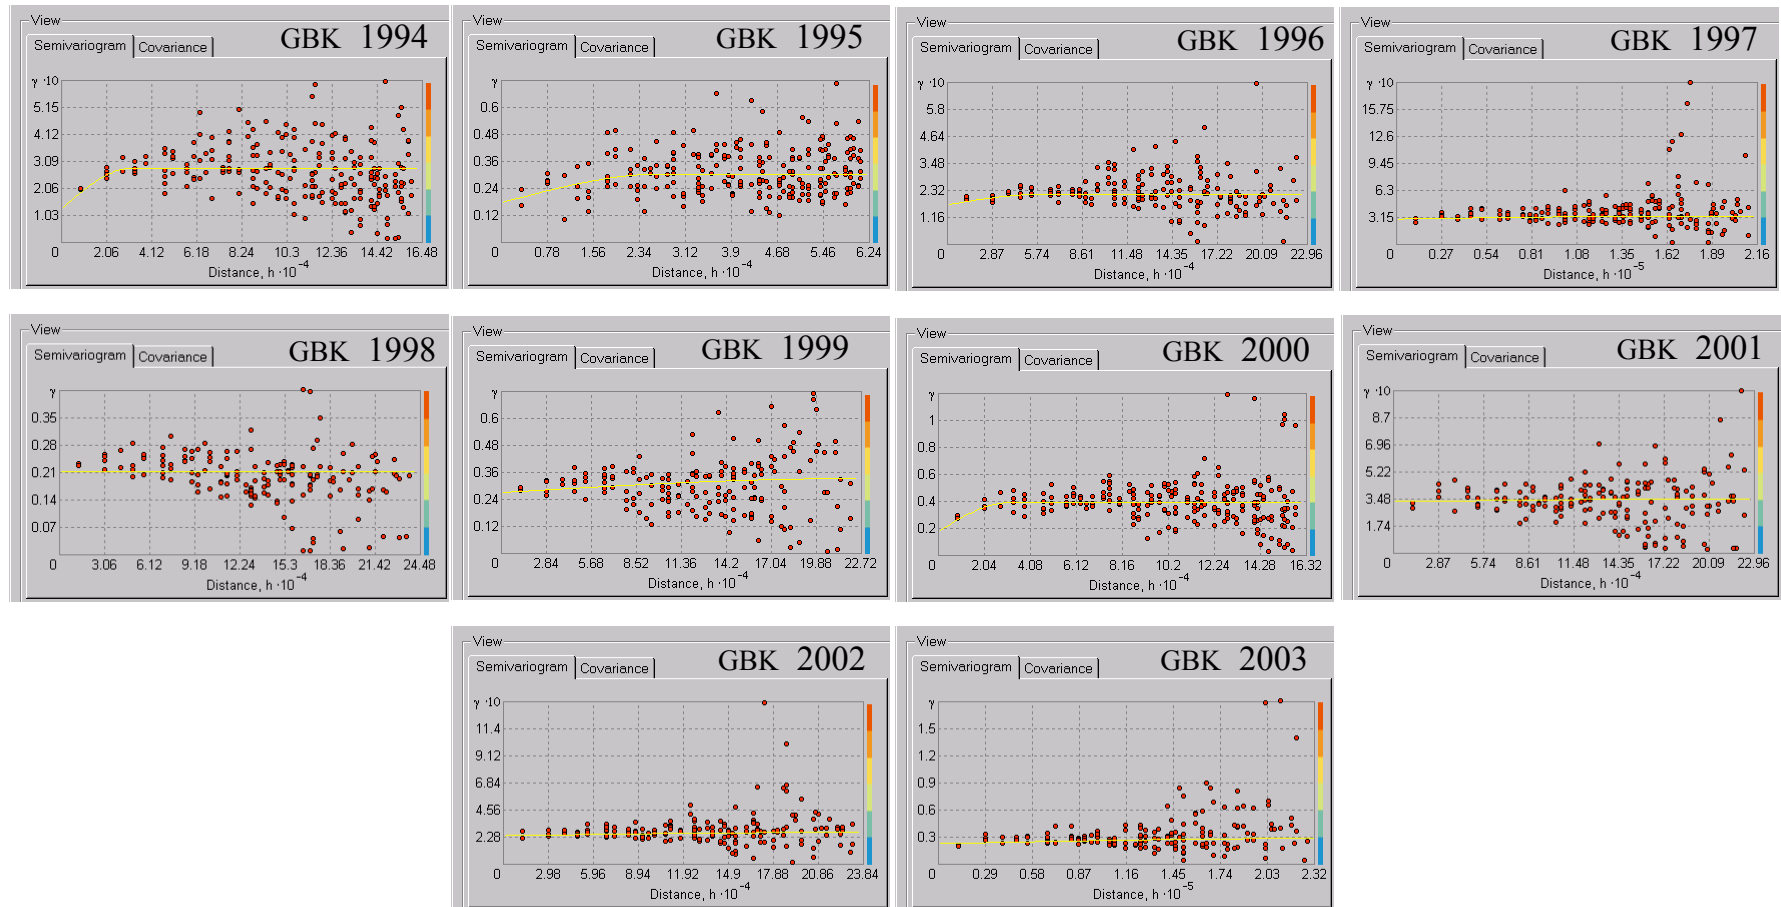 View
Semivariogram Covariance GBK 1994
γ ·10
5.15
4.12
3.09
2.06
1.03
0 2.06 4.12 6.18 8.24 10.3 12.36 14.42 16.48
Distance, h ·10⁻⁴
View
Semivariogram Covariance GBK 1995
γ
0.6
0.48
0.36
0.24
0.12
0 0.78 1.56 2.34 3.12 3.9 4.68 5.46 6.24
Distance, h ·10⁻⁴
View
Semivariogram Covariance GBK 1996
γ ·10
5.8
4.64
3.48
2.32
1.16
0 2.87 5.74 8.61 11.48 14.35 17.22 20.09 22.96
Distance, h ·10⁻⁴
View
Semivariogram Covariance GBK 1997
γ ·10
15.75
12.6
9.45
6.3
3.15
0 0.27 0.54 0.81 1.08 1.35 1.62 1.89 2.16
Distance, h ·10⁻⁵
View
Semivariogram Covariance GBK 1998
γ
0.35
0.28
0.21
0.14
0.07
0 3.06 6.12 9.18 12.24 15.3 18.36 21.42 24.48
Distance, h ·10⁻⁴
View
Semivariogram Covariance GBK 1999
γ
0.6
0.48
0.36
0.24
0.12
0 2.84 5.68 8.52 11.36 14.2 17.04 19.88 22.72
Distance, h ·10⁻⁴
View
Semivariogram Covariance GBK 2000
γ
1
0.8
0.6
0.4
0.2
0 2.04 4.08 6.12 8.16 10.2 12.24 14.28 16.32
Distance, h ·10⁻⁴
View
Semivariogram Covariance GBK 2001
γ ·10
8.7
6.96
5.22
3.48
1.74
0 2.87 5.74 8.61 11.48 14.35 17.22 20.09 22.96
Distance, h ·10⁻⁴
View
Semivariogram Covariance GBK 2002
γ ·10
11.4
9.12
6.84
4.56
2.28
0 2.98 5.96 8.94 11.92 14.9 17.88 20.86 23.84
Distance, h ·10⁻⁴
View
Semivariogram Covariance GBK 2003
γ
1.5
1.2
0.9
0.6
0.3
0 0.29 0.58 0.87 1.16 1.45 1.74 2.03 2.32
Distance, h ·10⁻⁵